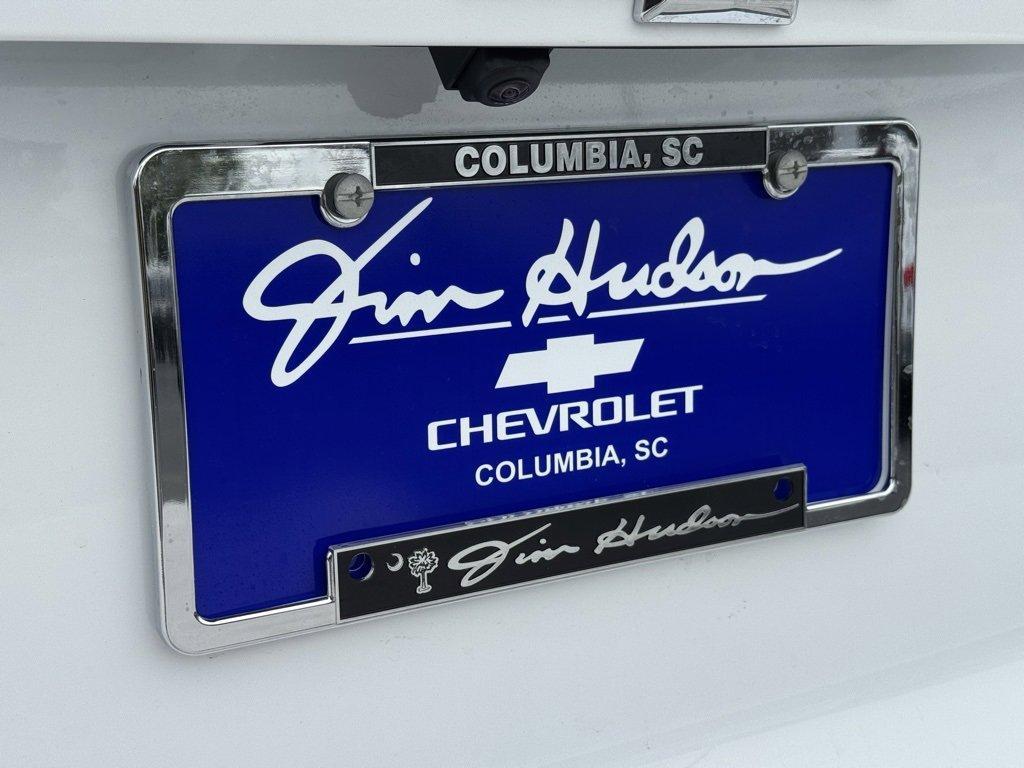 COLUMBIA, SC
Jim Hudson
CHEVROLET
COLUMBIA, SC
Jim Hudson